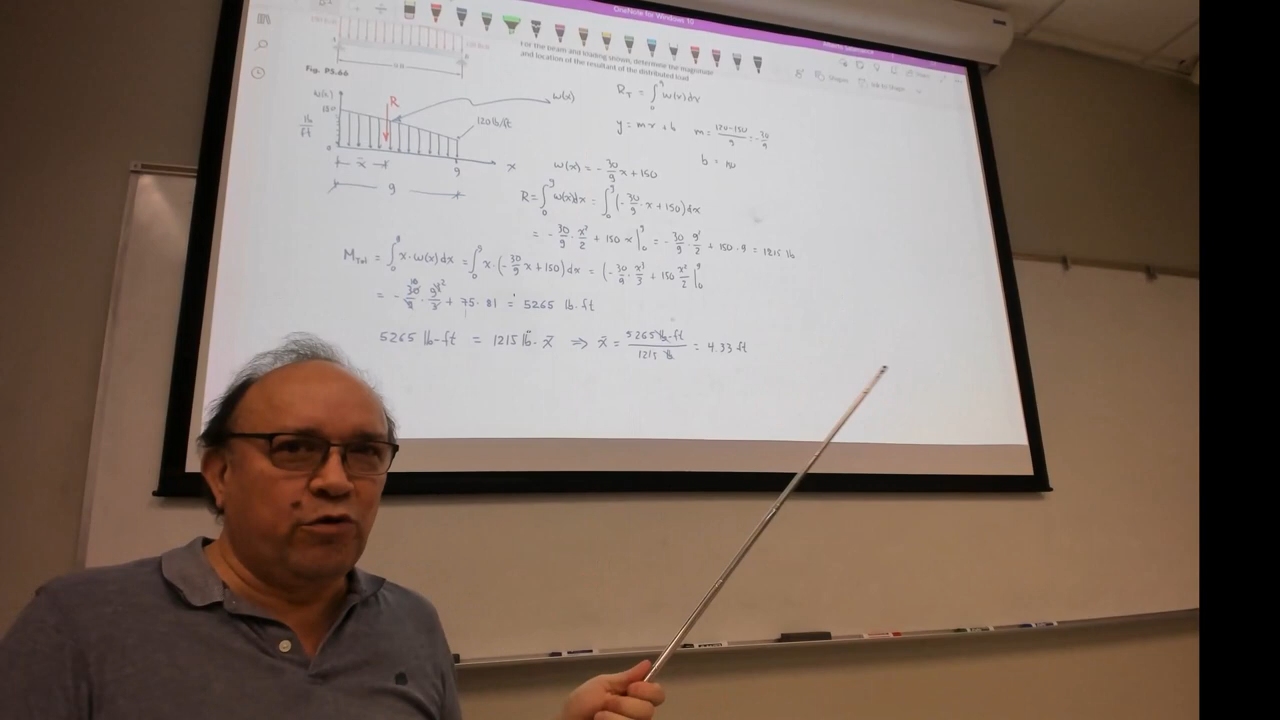 OneNote for Windows 10
For the beam and loading shown, determine the magnitude
and location of the resultant of the distributed load
Fig. P5.66
w(x)
150
lb/ft
0
R
w(x)
120 lb/ft
x̄
x
9
9
R_T = ∫₀⁹ w(x)dx
y = mx + b   m = (120-150)/9 = -30/9
w(x) = -30/9 x + 150
R = ∫₀⁹ w(x)dx = ∫₀⁹ (-30/9 · x + 150)dx
= -30/9 · x²/2 + 150 x |₀⁹ = -30/9 · 9²/2 + 150 · 9 = 1215 lb
M_Tot = ∫₀⁹ x · w(x)dx = ∫₀⁹ x · (-30/9 x + 150)dx = (-30/9 · x³/3 + 150 x²/2 |₀⁹
+ 75 · 81 = 5265 lb·ft
5265 lb-ft = 1215 lb · x̄ ⇒ x̄ = 5265 lb·ft / 1215 lb = 4.33 ft